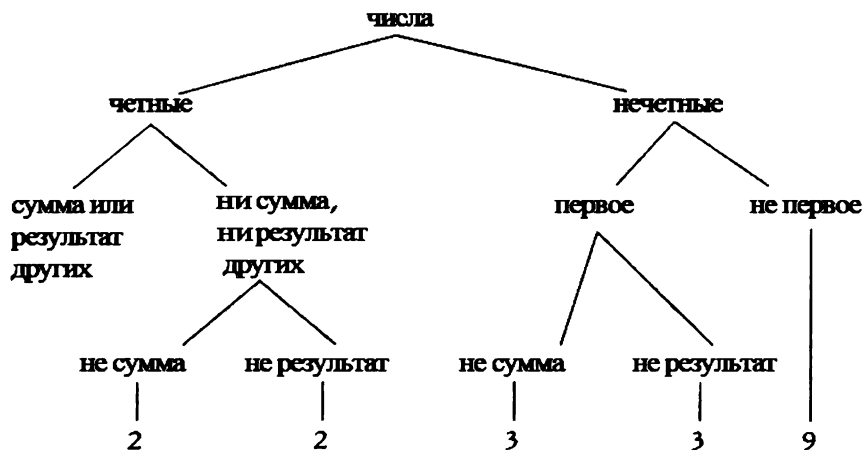 числа
четные
нечетные
сумма или
результат
других
ни сумма,
ни результат
других
первое
не первое
не сумма
не результат
не сумма
не результат
2
2
3
3
9